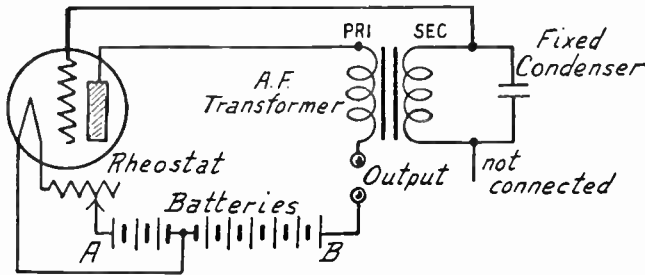 PRI SEC
Fixed
Condenser
A.F.
Transformer
Rheostat
Output
not
connected
Batteries
A
B